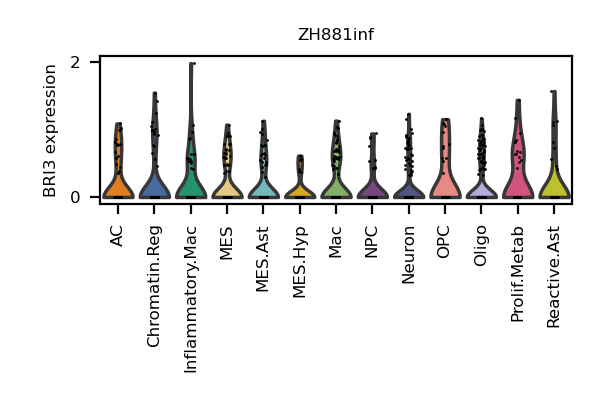 ZH881inf
BRI3 expression
2
0
AC
Chromatin.Reg
Inflammatory.Mac
MES
MES.Ast
MES.Hyp
Mac
NPC
Neuron
OPC
Oligo
Prolif.Metab
Reactive.Ast